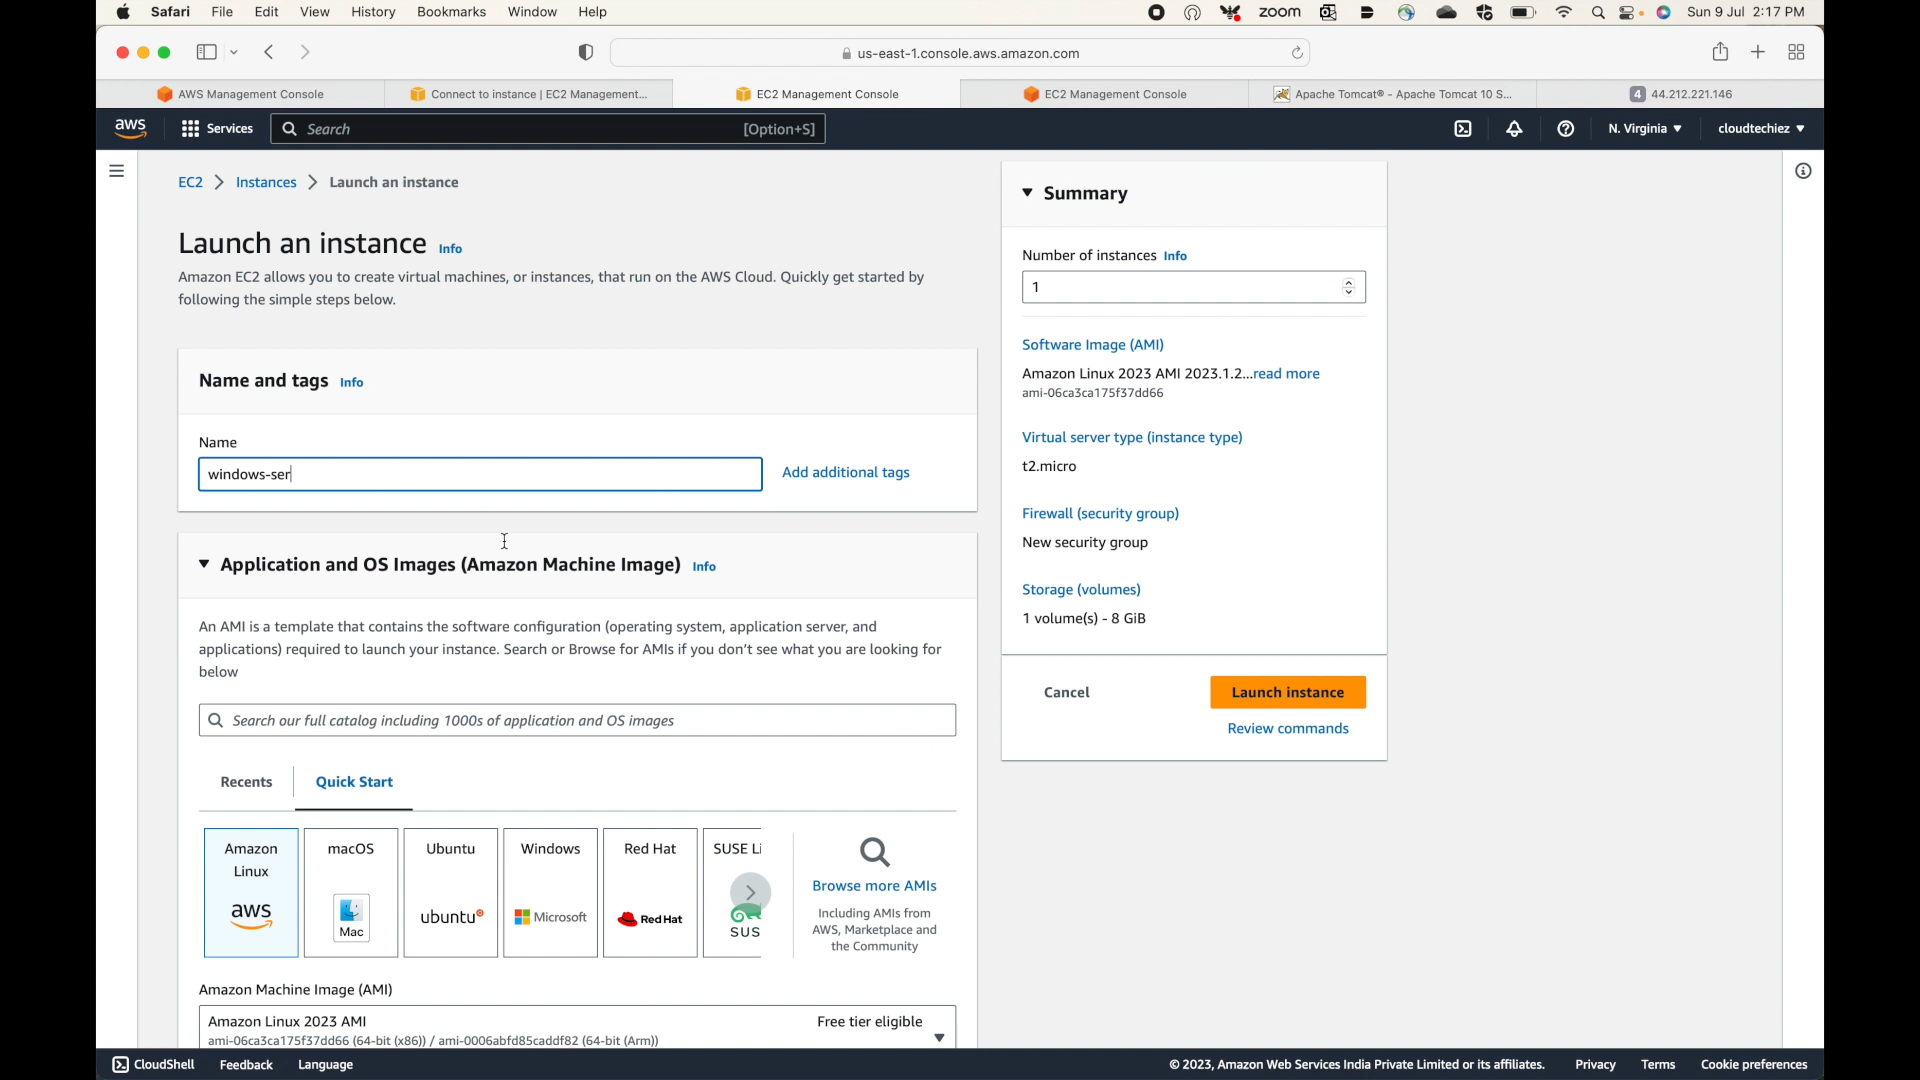 Safari File Edit View History Bookmarks Window Help zoom Sun 9 Jul 2:17 PM
us-east-1.console.aws.amazon.com
AWS Management Console
Connect to instance | EC2 Management...
EC2 Management Console
EC2 Management Console
Apache Tomcat® - Apache Tomcat 10 S...
4 44.212.221.146
aws Services Search [Option+S] N. Virginia cloudtechiez
EC2 Instances Launch an instance
Launch an instance Info
Amazon EC2 allows you to create virtual machines, or instances, that run on the AWS Cloud. Quickly get started by
following the simple steps below.
Name and tags Info
Name
windows-ser
Add additional tags
Application and OS Images (Amazon Machine Image) Info
An AMI is a template that contains the software configuration (operating system, application server, and
applications) required to launch your instance. Search or Browse for AMIs if you don't see what you are looking for
below
Search our full catalog including 1000s of application and OS images
Recents Quick Start
Amazon
Linux
aws
macOS
Mac
Ubuntu
ubuntu
Windows
Microsoft
Red Hat
Red Hat
SUSE Li
SUS
Browse more AMIs
Including AMIs from
AWS, Marketplace and
the Community
Amazon Machine Image (AMI)
Amazon Linux 2023 AMI Free tier eligible
ami-06ca3ca175f37dd66 (64-bit (x86)) / ami-0006abfd85caddf82 (64-bit (Arm))
Summary
Number of instances Info
1
Software Image (AMI)
Amazon Linux 2023 AMI 2023.1.2...read more
ami-06ca3ca175f37dd66
Virtual server type (instance type)
t2.micro
Firewall (security group)
New security group
Storage (volumes)
1 volume(s) - 8 GiB
Cancel Launch instance
Review commands
CloudShell Feedback Language © 2023, Amazon Web Services India Private Limited or its affiliates. Privacy Terms Cookie preferences